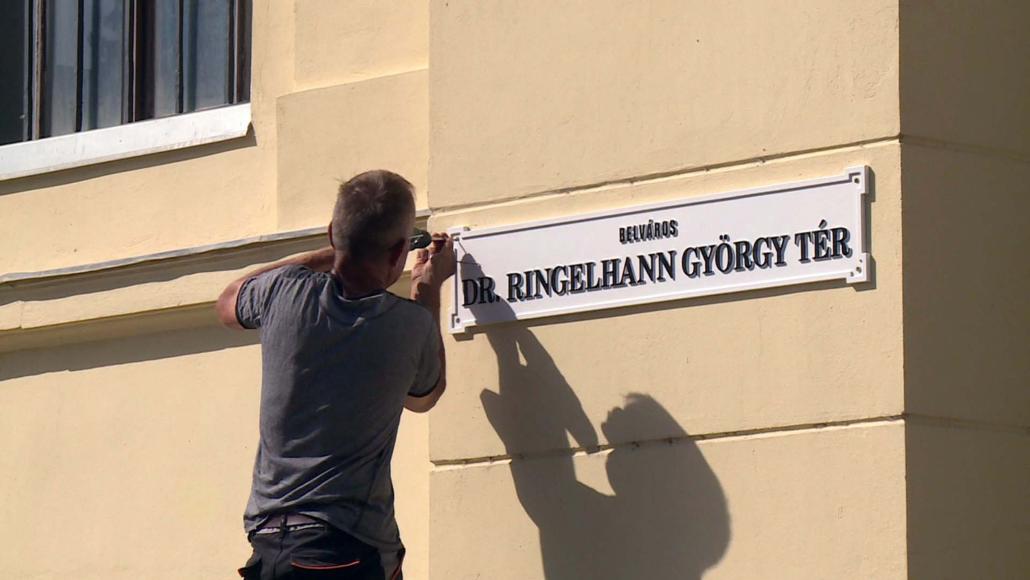 BELVÁROS
DR. RINGELHANN GYÖRGY TÉR